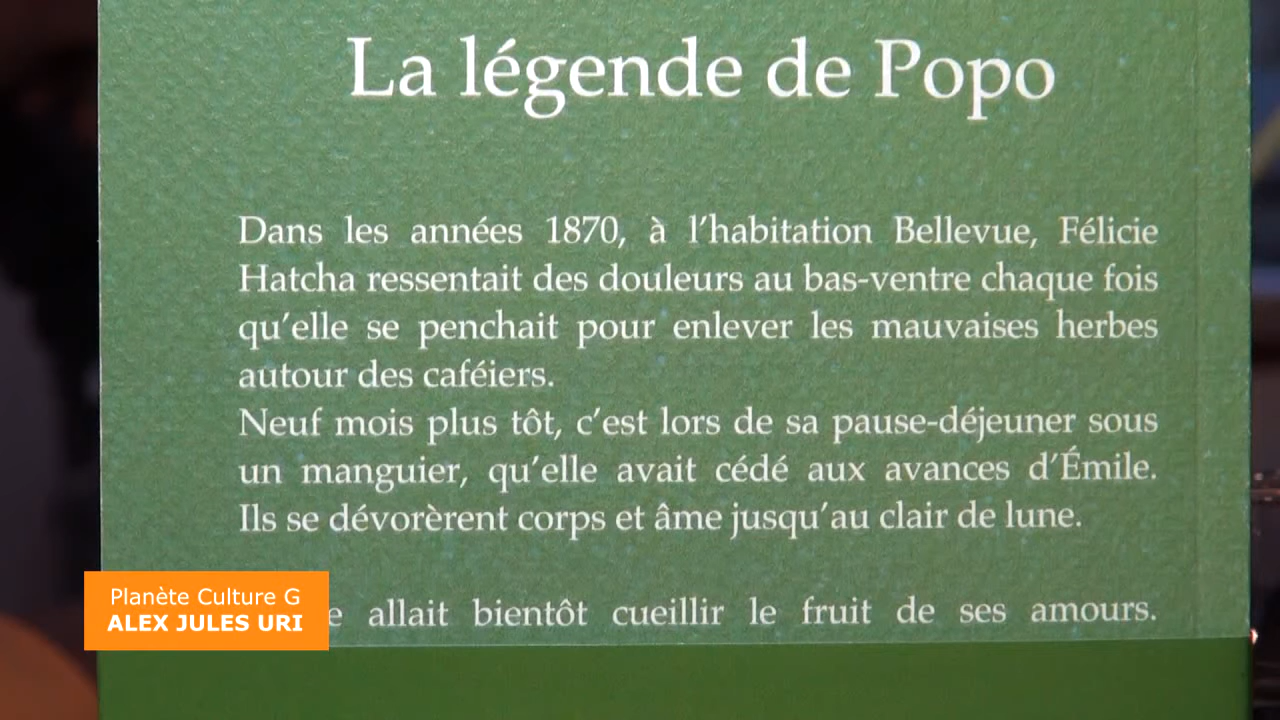 La légende de Popo
Dans les années 1870, à l'habitation Bellevue, Félicie
Hatcha ressentait des douleurs au bas-ventre chaque fois
qu'elle se penchait pour enlever les mauvaises herbes
autour des caféiers.
Neuf mois plus tôt, c'est lors de sa pause-déjeuner sous
un manguier, qu'elle avait cédé aux avances d'Émile.
Ils se dévorèrent corps et âme jusqu'au clair de lune.
allait bientôt cueillir le fruit de ses amours.
Planète Culture G
ALEX JULES URI